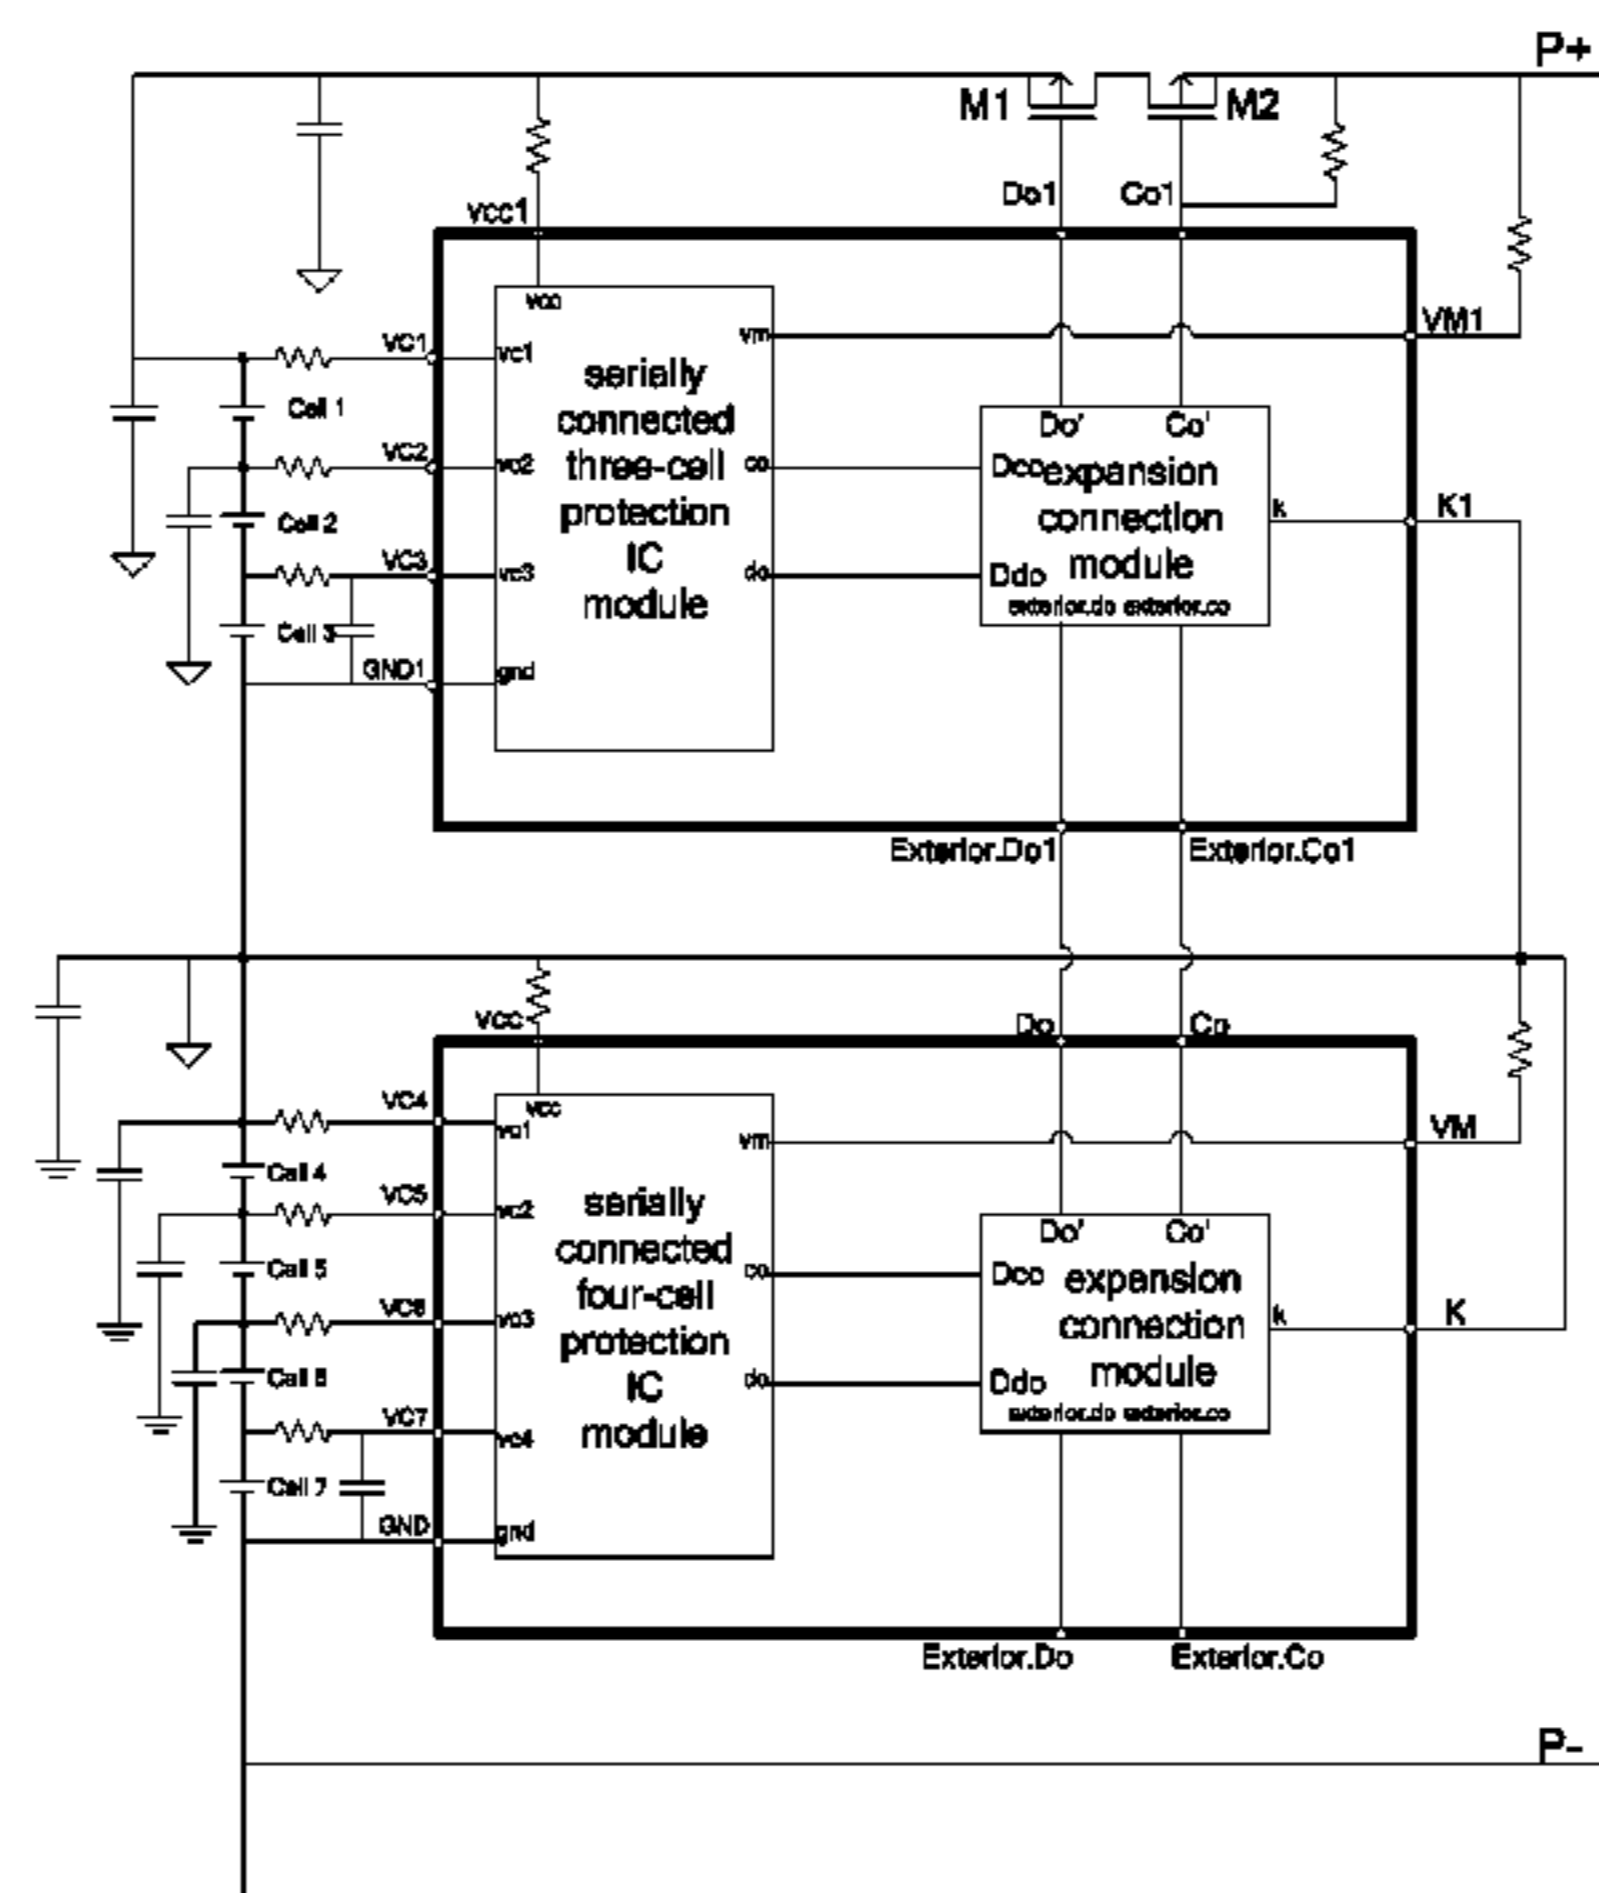 P+
M1
M2
Do1
Co1
vcc1
vcc
VM1
vm
VC1
vc1
Cell 1
serially
connected
three-cell
protection
IC
module
VC2
vc2
co
Do'
Co'
Dco
expansion
connection
module
k
K1
Cell 2
VC3
vc3
do
Ddo
exterior.do exterior.co
Cell 3
GND1
gnd
Exterior.Do1
Exterior.Co1
vcc
Do
Co
VC4
vcc
vc1
vm
VM
Cell 4
VC5
vc2
serially
connected
four-cell
protection
IC
module
Do'
Co'
Cell 5
co
Dco
expansion
connection
module
k
K
VC6
vc3
Cell 6
do
Ddo
exterior.do exterior.co
VC7
vc4
Cell 7
GND
gnd
Exterior.Do
Exterior.Co
P-